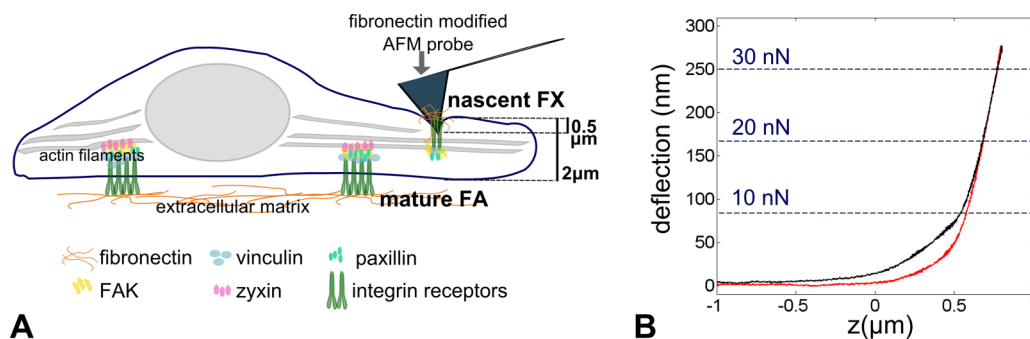 fibronectin modified
AFM probe
nascent FX
0.5
µm
2µm
actin filaments
mature FA
extracellular matrix
fibronectin
vinculin
paxillin
FAK
zyxin
integrin receptors
A
300
250
200
150
100
50
0
30 nN
20 nN
10 nN
deflection (nm)
-1
-0.5
0
0.5
z(µm)
B